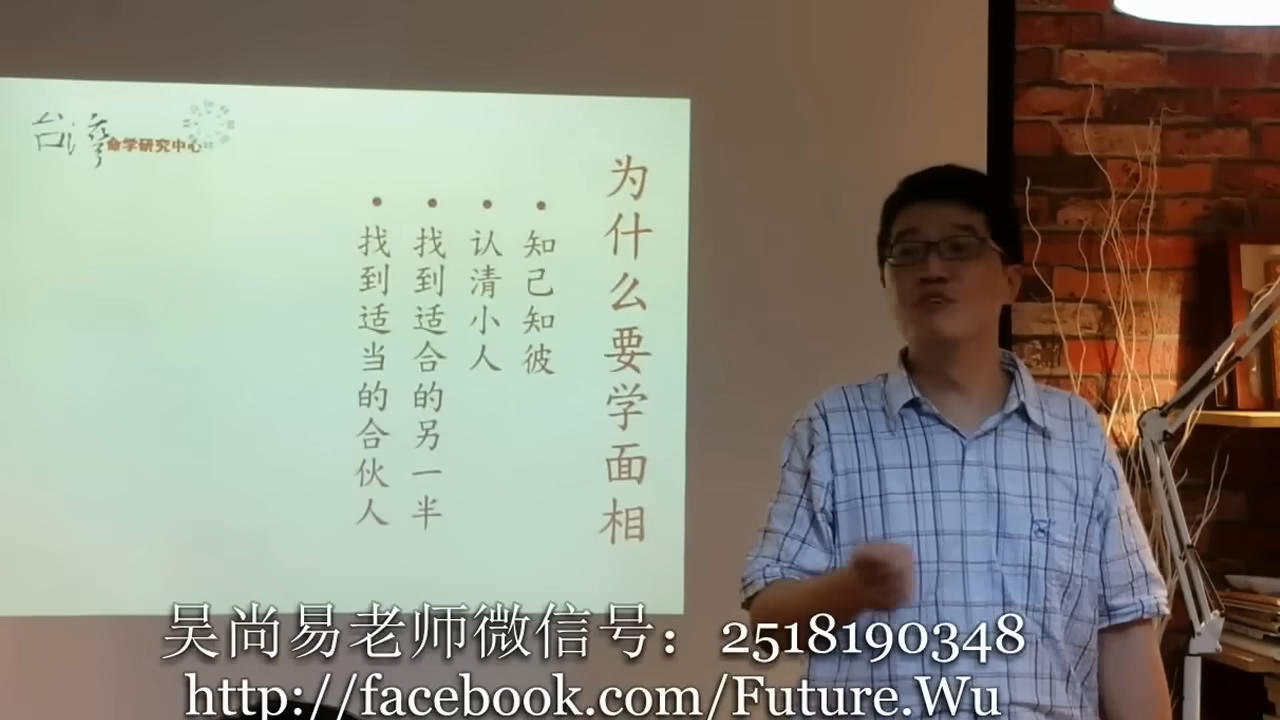 台灣命学研究中心
为什么要学面相
• 知己知彼
• 认清小人
• 找到适合的另一半
• 找到适当的合伙人
吴尚易老师微信号：2518190348
http://facebook.com/Future.Wu